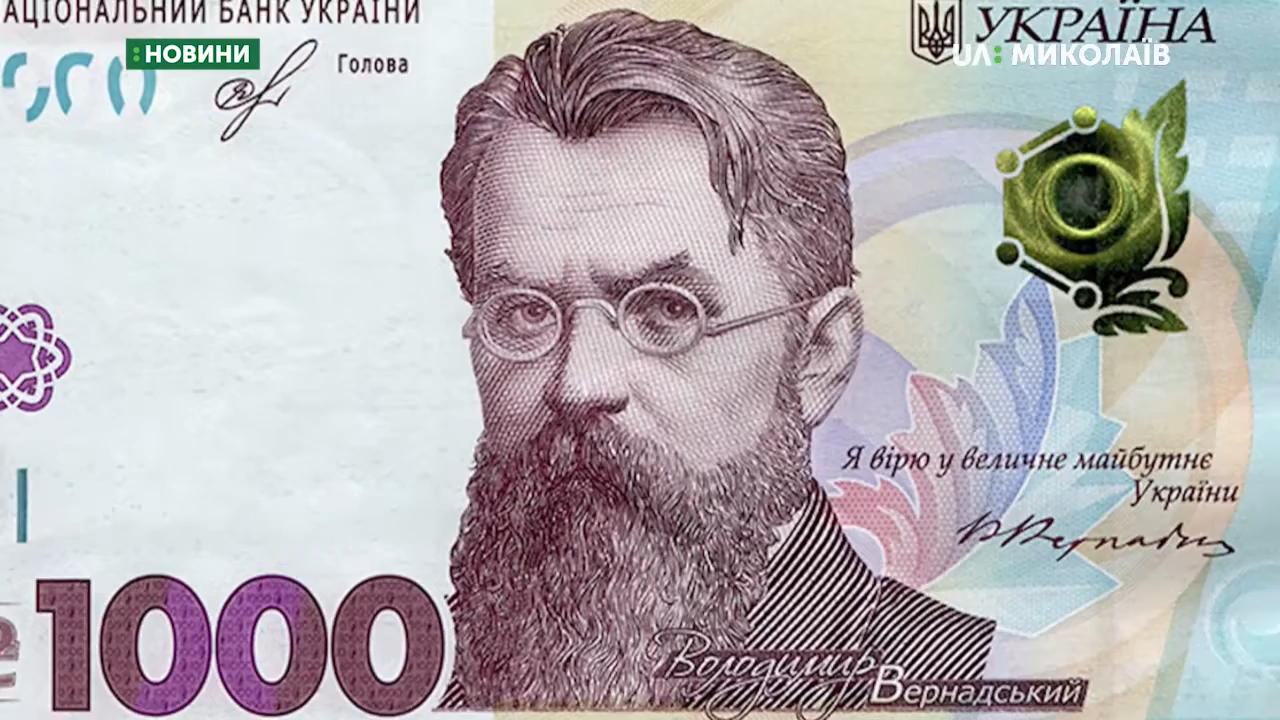 АЦІОНАЛЬНИЙ БАНК УКРАЇНИ
:НОВИНИ
Голова
УКРАЇНА
UA: МИКОЛАЇВ
Я вірю у величне майбутнє
України
1000
Володимир
Вернадський